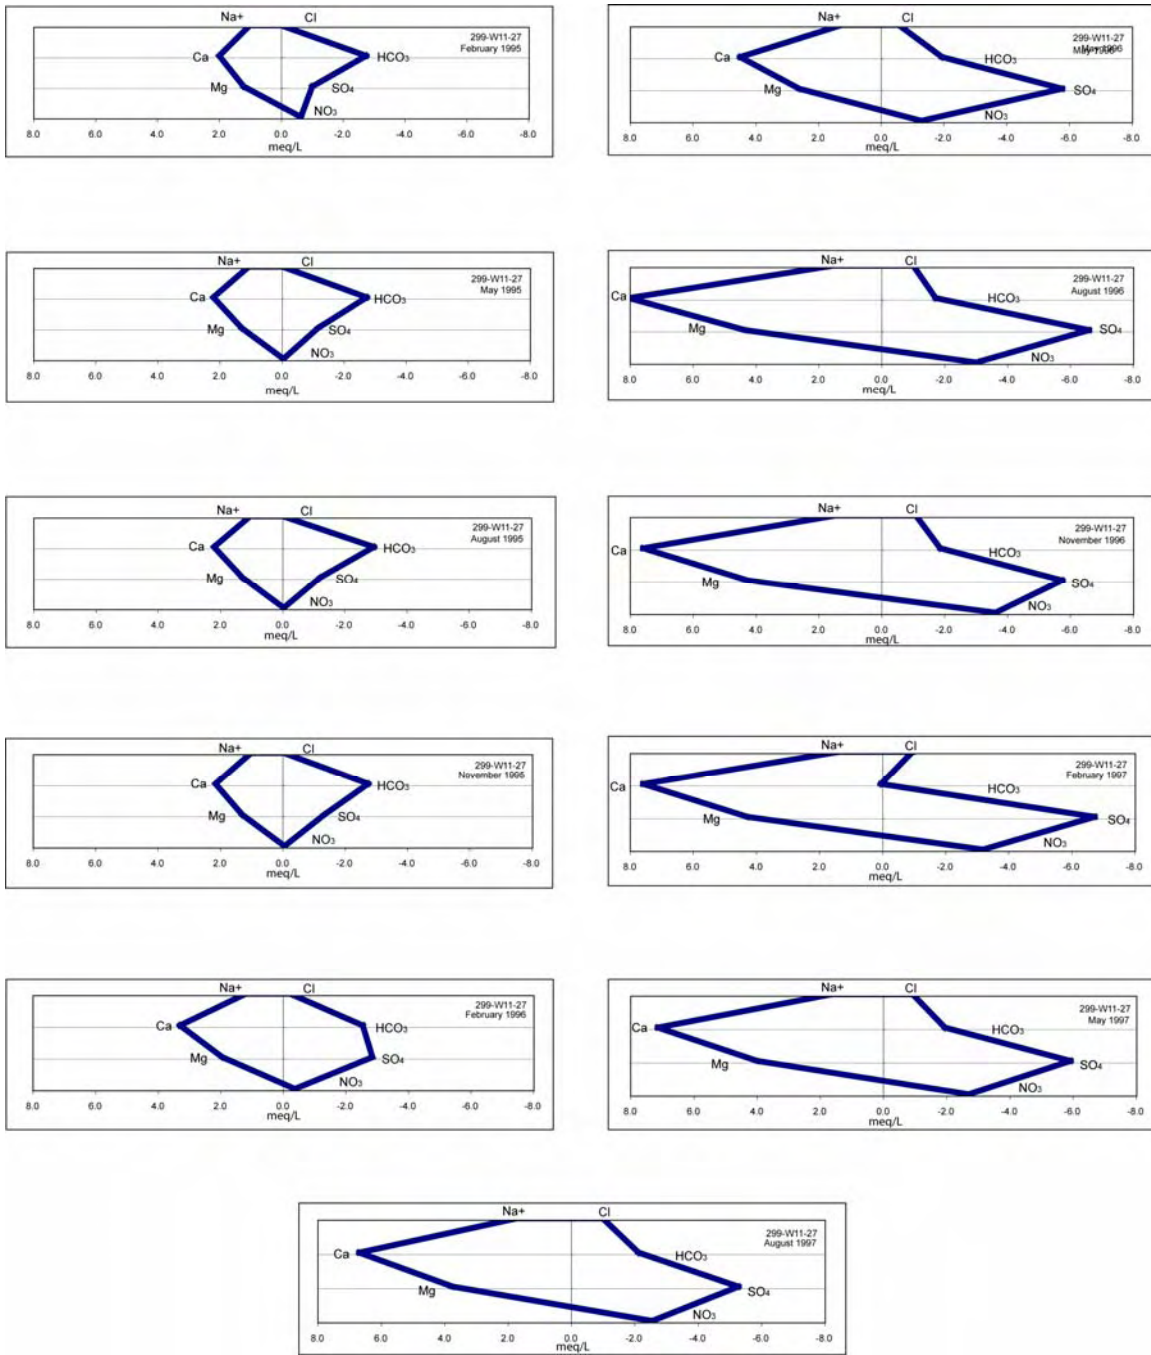 Na+ Cl
299-W11-27
February 1995
Ca HCO₃
Mg SO₄
NO₃
8.0 6.0 4.0 2.0 0.0 -2.0 -4.0 -6.0 -8.0
meq/L
Na+ Cl
299-W11-27
May 1995
Ca HCO₃
Mg SO₄
NO₃
8.0 6.0 4.0 2.0 0.0 -2.0 -4.0 -6.0 -8.0
meq/L
Na+ Cl
299-W11-27
August 1995
Ca HCO₃
Mg SO₄
NO₃
8.0 6.0 4.0 2.0 0.0 -2.0 -4.0 -6.0 -8.0
meq/L
Na+ Cl
299-W11-27
November 1995
Ca HCO₃
Mg SO₄
NO₃
8.0 6.0 4.0 2.0 0.0 -2.0 -4.0 -6.0 -8.0
meq/L
Na+ Cl
299-W11-27
February 1996
Ca HCO₃
Mg SO₄
NO₃
8.0 6.0 4.0 2.0 0.0 -2.0 -4.0 -6.0 -8.0
meq/L
Na+ Cl
299-W11-27
May 1996
May 1996
Ca HCO₃
Mg SO₄
NO₃
8.0 6.0 4.0 2.0 0.0 -2.0 -4.0 -6.0 -8.0
meq/L
Na+ Cl
299-W11-27
August 1996
Ca HCO₃
Mg SO₄
NO₃
8.0 6.0 4.0 2.0 0.0 -2.0 -4.0 -6.0 -8.0
meq/L
Na+ Cl
299-W11-27
November 1996
Ca HCO₃
Mg SO₄
NO₃
8.0 6.0 4.0 2.0 0.0 -2.0 -4.0 -6.0 -8.0
meq/L
Na+ Cl
299-W11-27
February 1997
Ca HCO₃
Mg SO₄
NO₃
8.0 6.0 4.0 2.0 0.0 -2.0 -4.0 -6.0 -8.0
meq/L
Na+ Cl
299-W11-27
May 1997
Ca HCO₃
Mg SO₄
NO₃
8.0 6.0 4.0 2.0 0.0 -2.0 -4.0 -6.0 -8.0
meq/L
Na+ Cl
299-W11-27
August 1997
Ca HCO₃
Mg SO₄
NO₃
8.0 6.0 4.0 2.0 0.0 -2.0 -4.0 -6.0 -8.0
meq/L